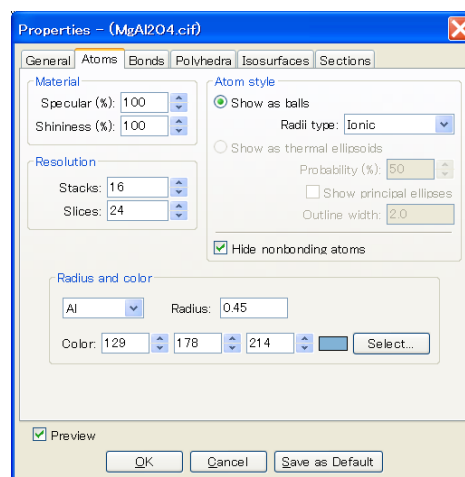 Properties - (MgAl2O4.cif)
General Atoms Bonds Polyhedra Isosurfaces Sections
Material
Specular (%): 100
Shininess (%): 100
Resolution
Stacks: 16
Slices: 24
Atom style
Show as balls
Radii type: Ionic
Show as thermal ellipsoids
Probability (%): 50
Show principal ellipses
Outline width: 2.0
Hide nonbonding atoms
Radius and color
Al Radius: 0.45
Color: 129 178 214 Select...
Preview
OK Cancel Save as Default